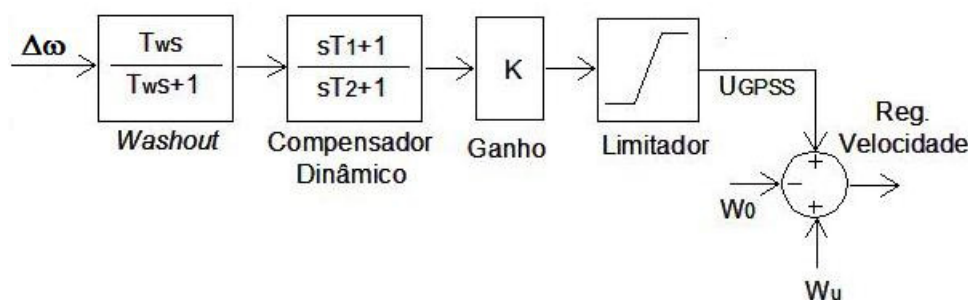 Δω
Tws
Tws+1
Washout
sT1+1
sT2+1
Compensador
Dinâmico
K
Ganho
Limitador
UGPSS
Reg.
Velocidade
+
W0
-
+
Wu